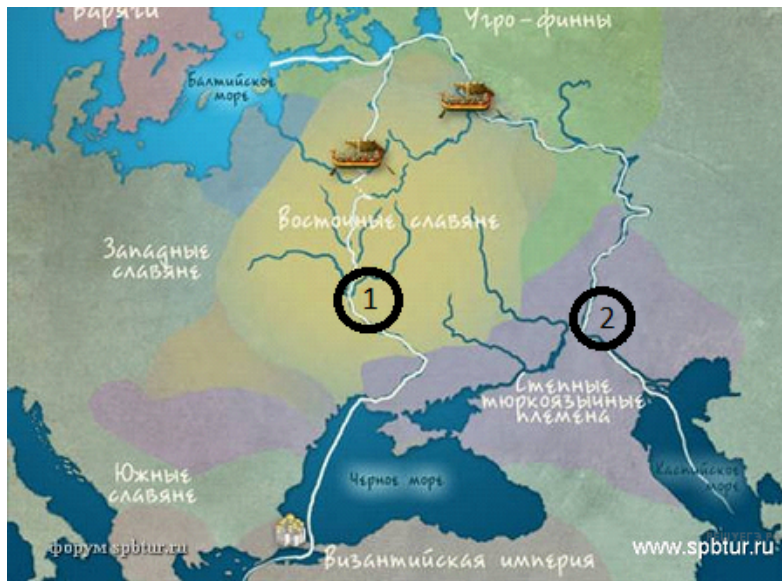 Варяги
Угро-финны
Балтийское
море
Восточные славяне
Западные
славяне
1
2
Степные
тюркоязычные
племена
Южные
славяне
Черное море
Каспийское
море
форум spbtur.ru
www.spbtur.ru
Византийская империя